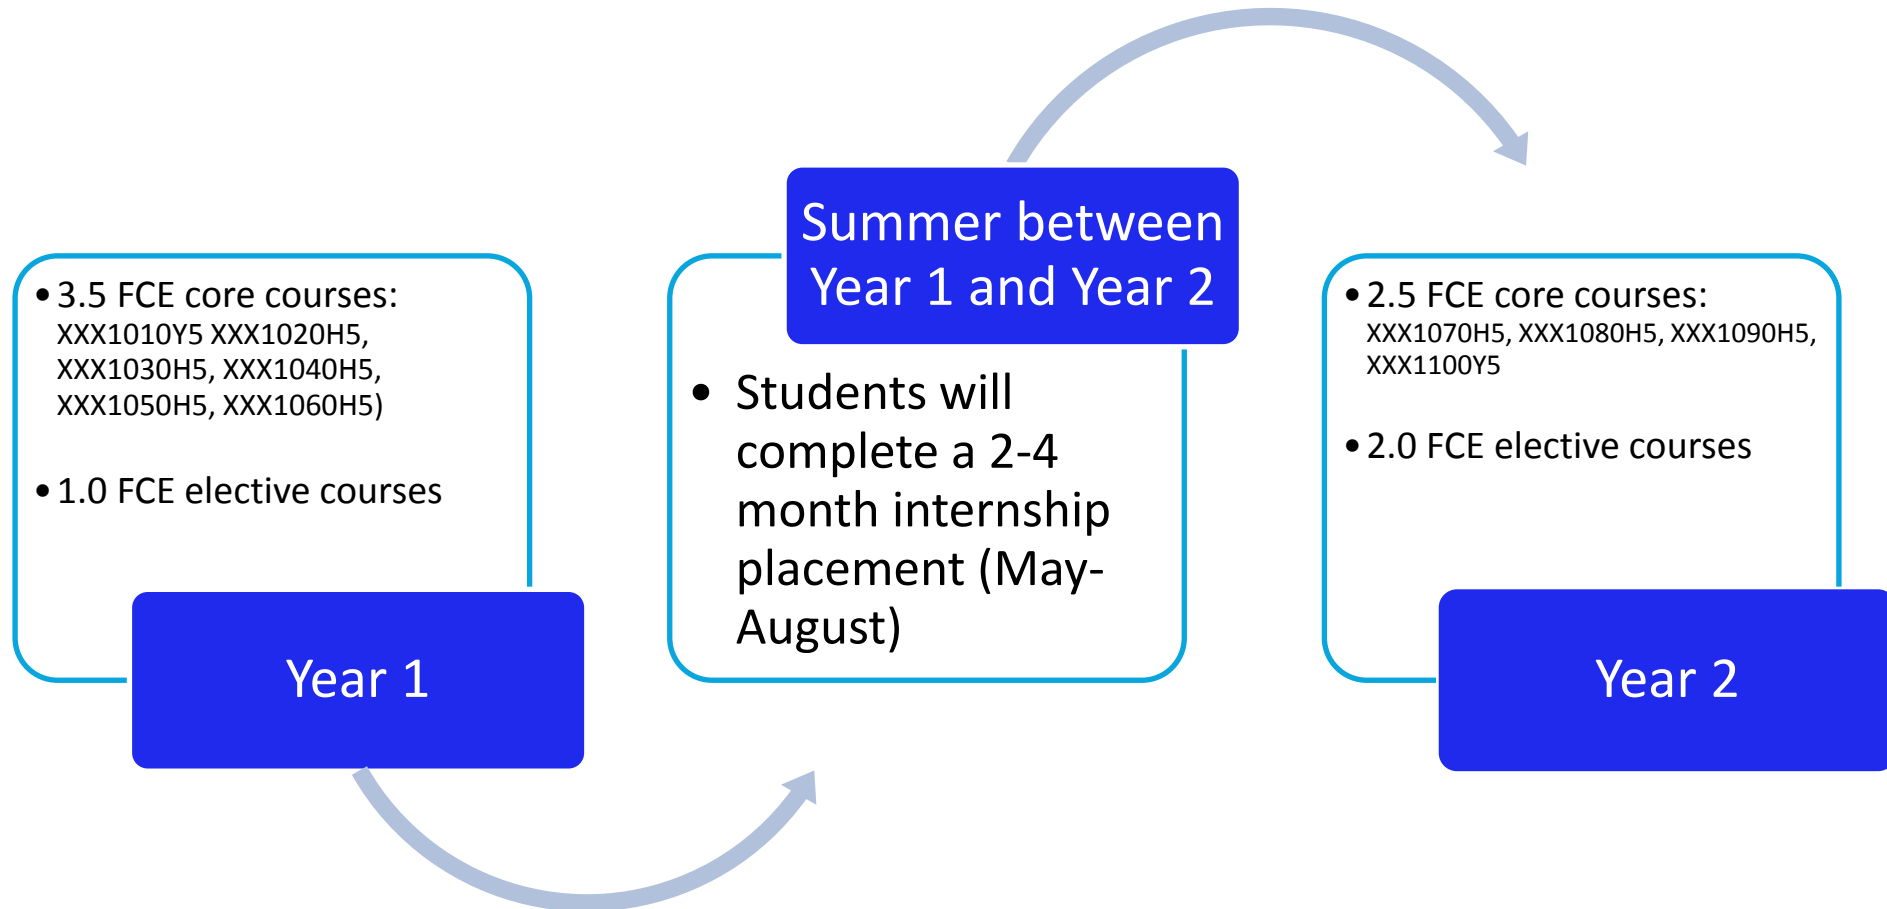 • 3.5 FCE core courses:
XXX1010Y5 XXX1020H5,
XXX1030H5, XXX1040H5,
XXX1050H5, XXX1060H5)
• 1.0 FCE elective courses
Year 1
Summer between
Year 1 and Year 2
• Students will
complete a 2-4
month internship
placement (May-
August)
• 2.5 FCE core courses:
XXX1070H5, XXX1080H5, XXX1090H5,
XXX1100Y5
• 2.0 FCE elective courses
Year 2